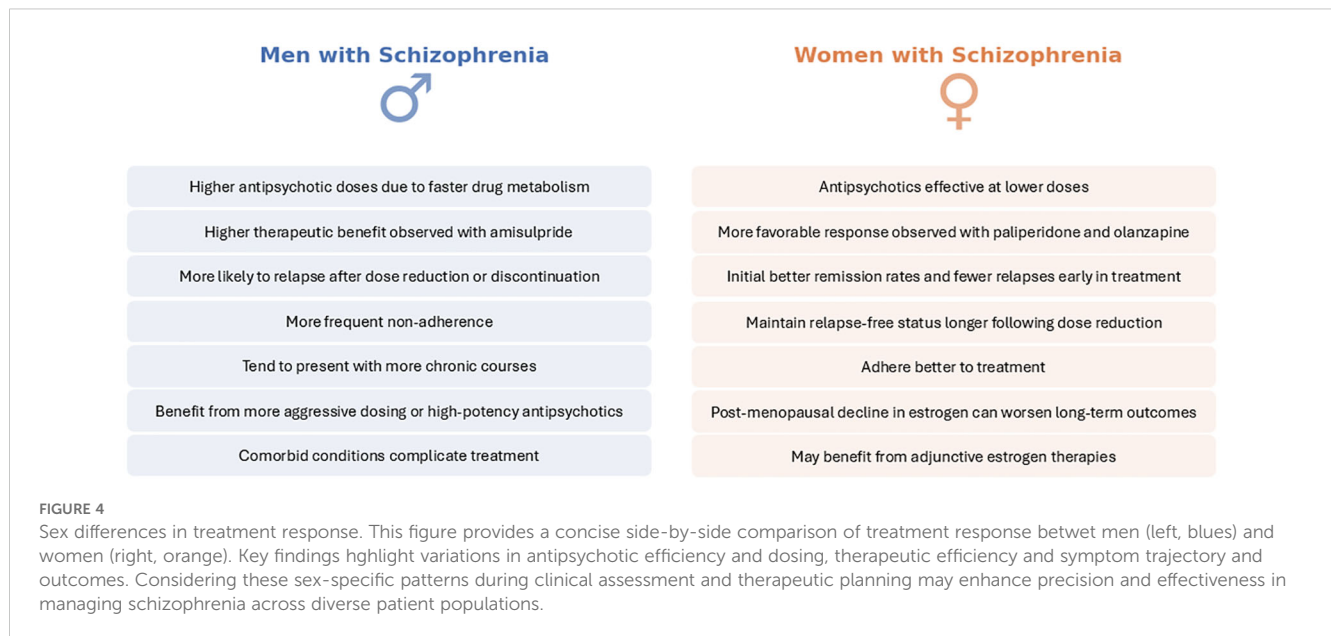 Men with Schizophrenia
Women with Schizophrenia
Higher antipsychotic doses due to faster drug metabolism
Antipsychotics effective at lower doses
Higher therapeutic benefit observed with amisulpride
More favorable response observed with paliperidone and olanzapine
More likely to relapse after dose reduction or discontinuation
Initial better remission rates and fewer relapses early in treatment
More frequent non-adherence
Maintain relapse-free status longer following dose reduction
Tend to present with more chronic courses
Adhere better to treatment
Benefit from more aggressive dosing or high-potency antipsychotics
Post-menopausal decline in estrogen can worsen long-term outcomes
Comorbid conditions complicate treatment
May benefit from adjunctive estrogen therapies
FIGURE 4
Sex differences in treatment response. This figure provides a concise side-by-side comparison of treatment response betwet men (left, blues) and
women (right, orange). Key findings hghlight variations in antipsychotic efficiency and dosing, therapeutic efficiency and symptom trajectory and
outcomes. Considering these sex-specific patterns during clinical assessment and therapeutic planning may enhance precision and effectiveness in
managing schizophrenia across diverse patient populations.